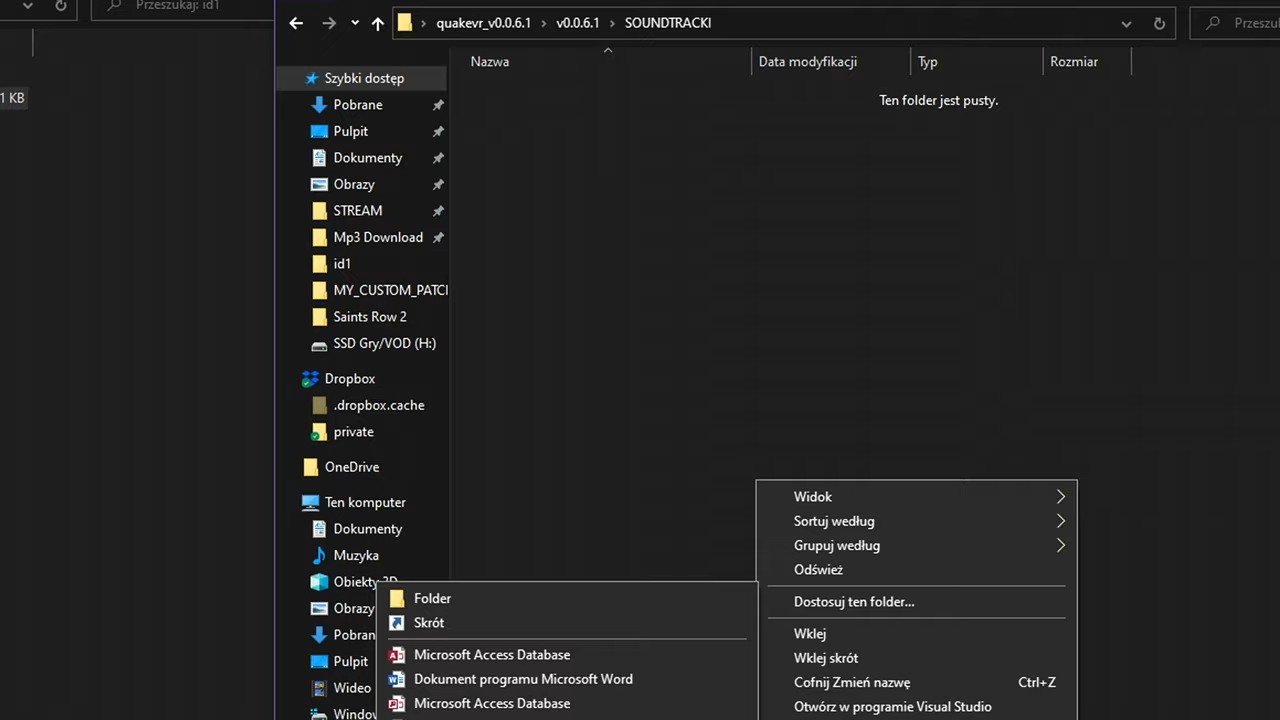 Przeszukaj: id1
1 KB
quakevr_v0.0.6.1 > v0.0.6.1 > SOUNDTRACKI
Nazwa
Data modyfikacji
Typ
Rozmiar
Ten folder jest pusty.
Szybki dostęp
Pobrane
Pulpit
Dokumenty
Obrazy
STREAM
Mp3 Download
id1
MY_CUSTOM_PATC
Saints Row 2
SSD Gry/VOD (H:)
Dropbox
.dropbox.cache
private
OneDrive
Ten komputer
Dokumenty
Muzyka
Obiekty 3D
Obrazy
Pobran
Pulpit
Wideo
Window
Folder
Skrót
Microsoft Access Database
Dokument programu Microsoft Word
Microsoft Access Database
Widok
Sortuj według
Grupuj według
Odśwież
Dostosuj ten folder...
Wklej
Wklej skrót
Cofnij Zmień nazwę Ctrl+Z
Otwórz w programie Visual Studio